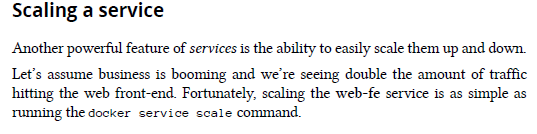 Scaling a service
Another powerful feature of services is the ability to easily scale them up and down.
Let’s assume business is booming and we’re seeing double the amount of traffic
hitting the web front-end. Fortunately, scaling the web-fe service is as simple as
running the docker service scale command.